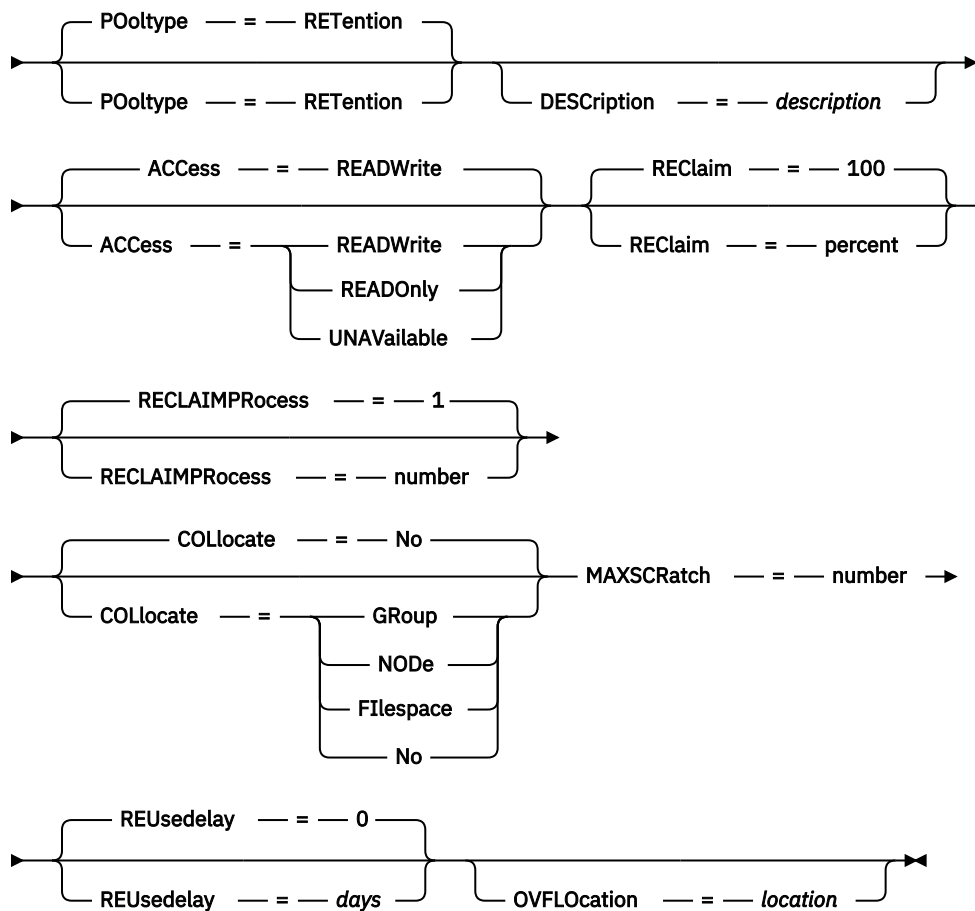 POoltype = RETention
POoltype = RETention
DESCription = description
ACCess = READWrite
ACCess = READWrite
READOnly
UNAVailable
REClaim = 100
REClaim = percent
RECLAIMPRocess = 1
RECLAIMPRocess = number
COLlocate = No
COLlocate = GRoup
NODe
FIlespace
No
MAXSCRatch = number
REUsedelay = 0
REUsedelay = days
OVFLOcation = location